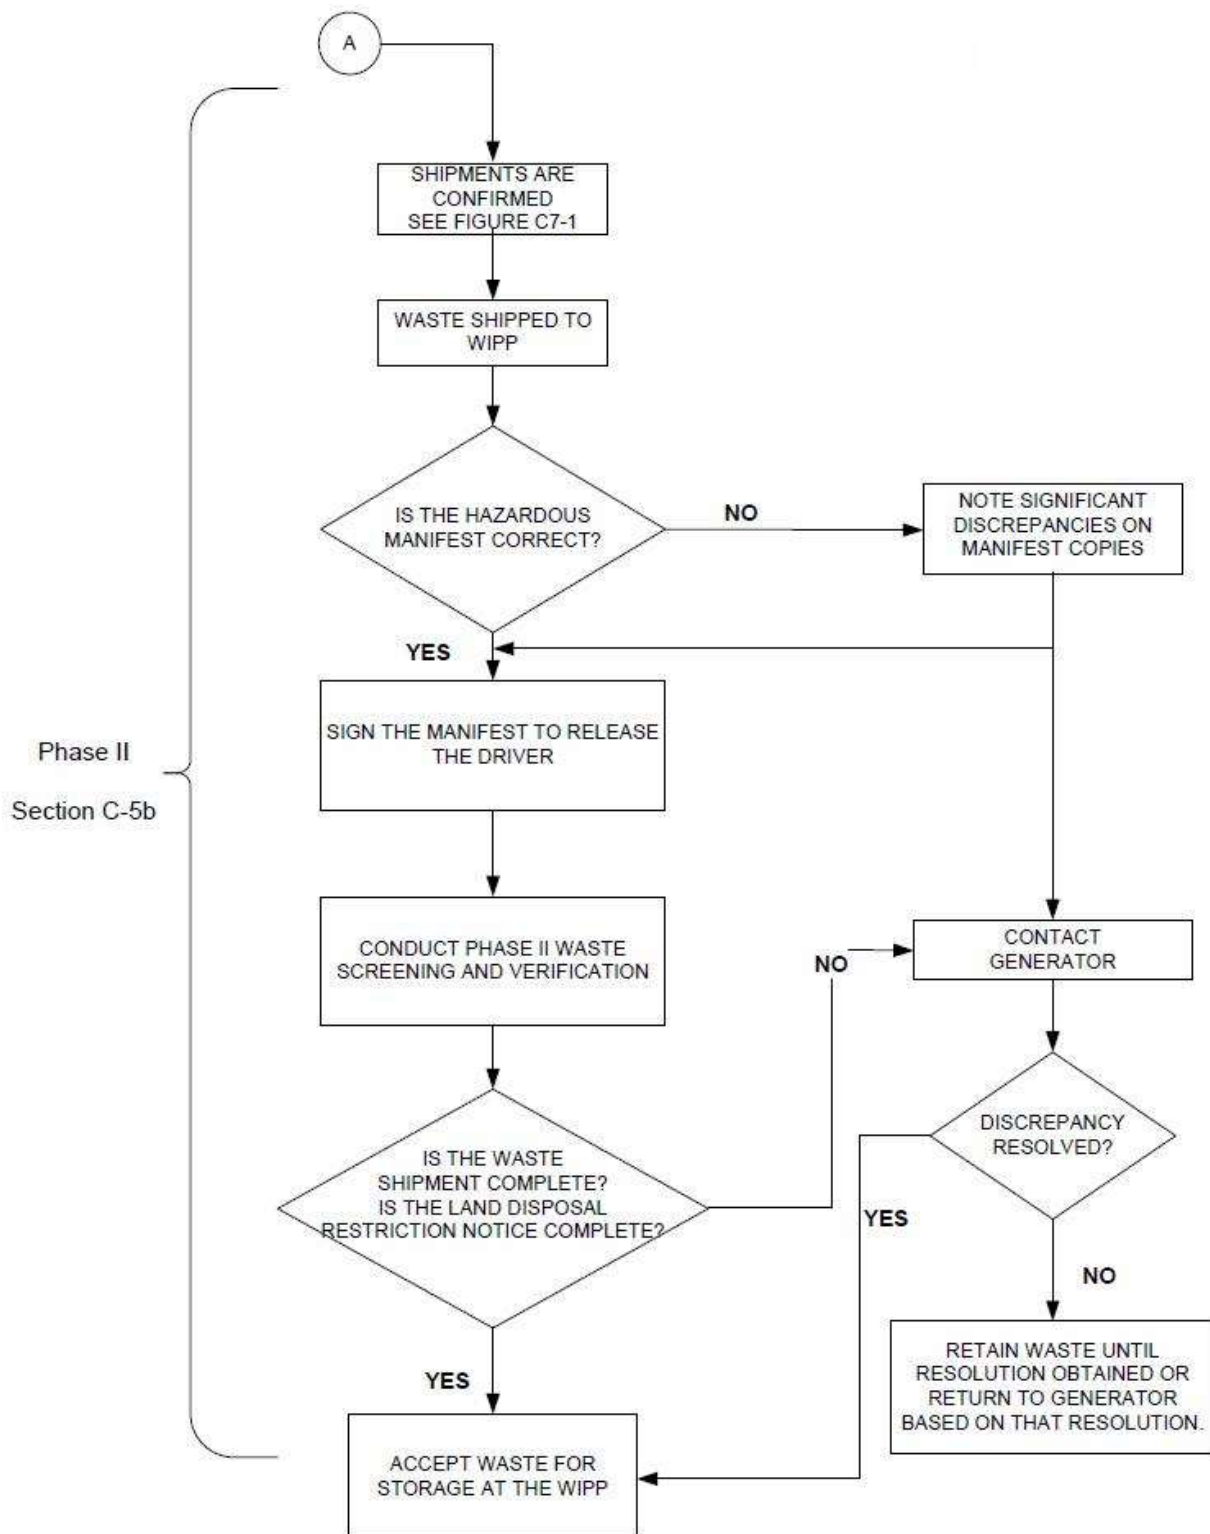 A
SHIPMENTS ARE
CONFIRMED
SEE FIGURE C7-1
WASTE SHIPPED TO
WIPP
IS THE HAZARDOUS
MANIFEST CORRECT?
NO
NOTE SIGNIFICANT
DISCREPANCIES ON
MANIFEST COPIES
YES
SIGN THE MANIFEST TO RELEASE
THE DRIVER
Phase II
Section C-5b
CONDUCT PHASE II WASTE
SCREENING AND VERIFICATION
NO
CONTACT
GENERATOR
IS THE WASTE
SHIPMENT COMPLETE?
IS THE LAND DISPOSAL
RESTRICTION NOTICE COMPLETE?
DISCREPANCY
RESOLVED?
YES
NO
YES
RETAIN WASTE UNTIL
RESOLUTION OBTAINED OR
RETURN TO GENERATOR
BASED ON THAT RESOLUTION.
ACCEPT WASTE FOR
STORAGE AT THE WIPP